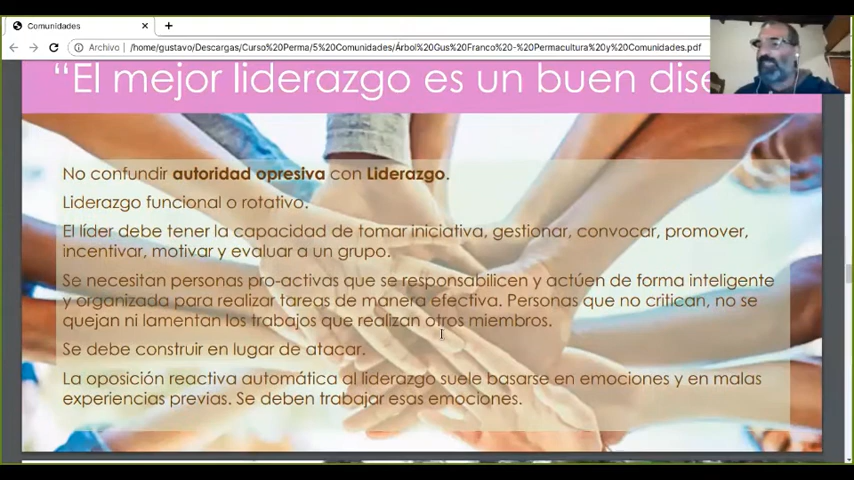 Comunidades
Archivo
/home/gustavo/Descargas/Curso%20Perma/5%20Comunidades/Árbol%20Gus%20Franco%20-%20Permacultura%20y%20Comunidades.pdf
“El mejor liderazgo es un buen
No confundir autoridad opresiva con Liderazgo.
Liderazgo funcional o rotativo.
El líder debe tener la capacidad de tomar iniciativa, gestionar, convocar, promover,
incentivar, motivar y evaluar a un grupo.
Se necesitan personas pro-activas que se responsabilicen y actúen de forma inteligente
y organizada para realizar tareas de manera efectiva. Personas que no critican, no se
quejan ni lamentan los trabajos que realizan otros miembros.
Se debe construir en lugar de atacar.
La oposición reactiva automática al liderazgo suele basarse en emociones y en malas
experiencias previas. Se deben trabajar esas emociones.